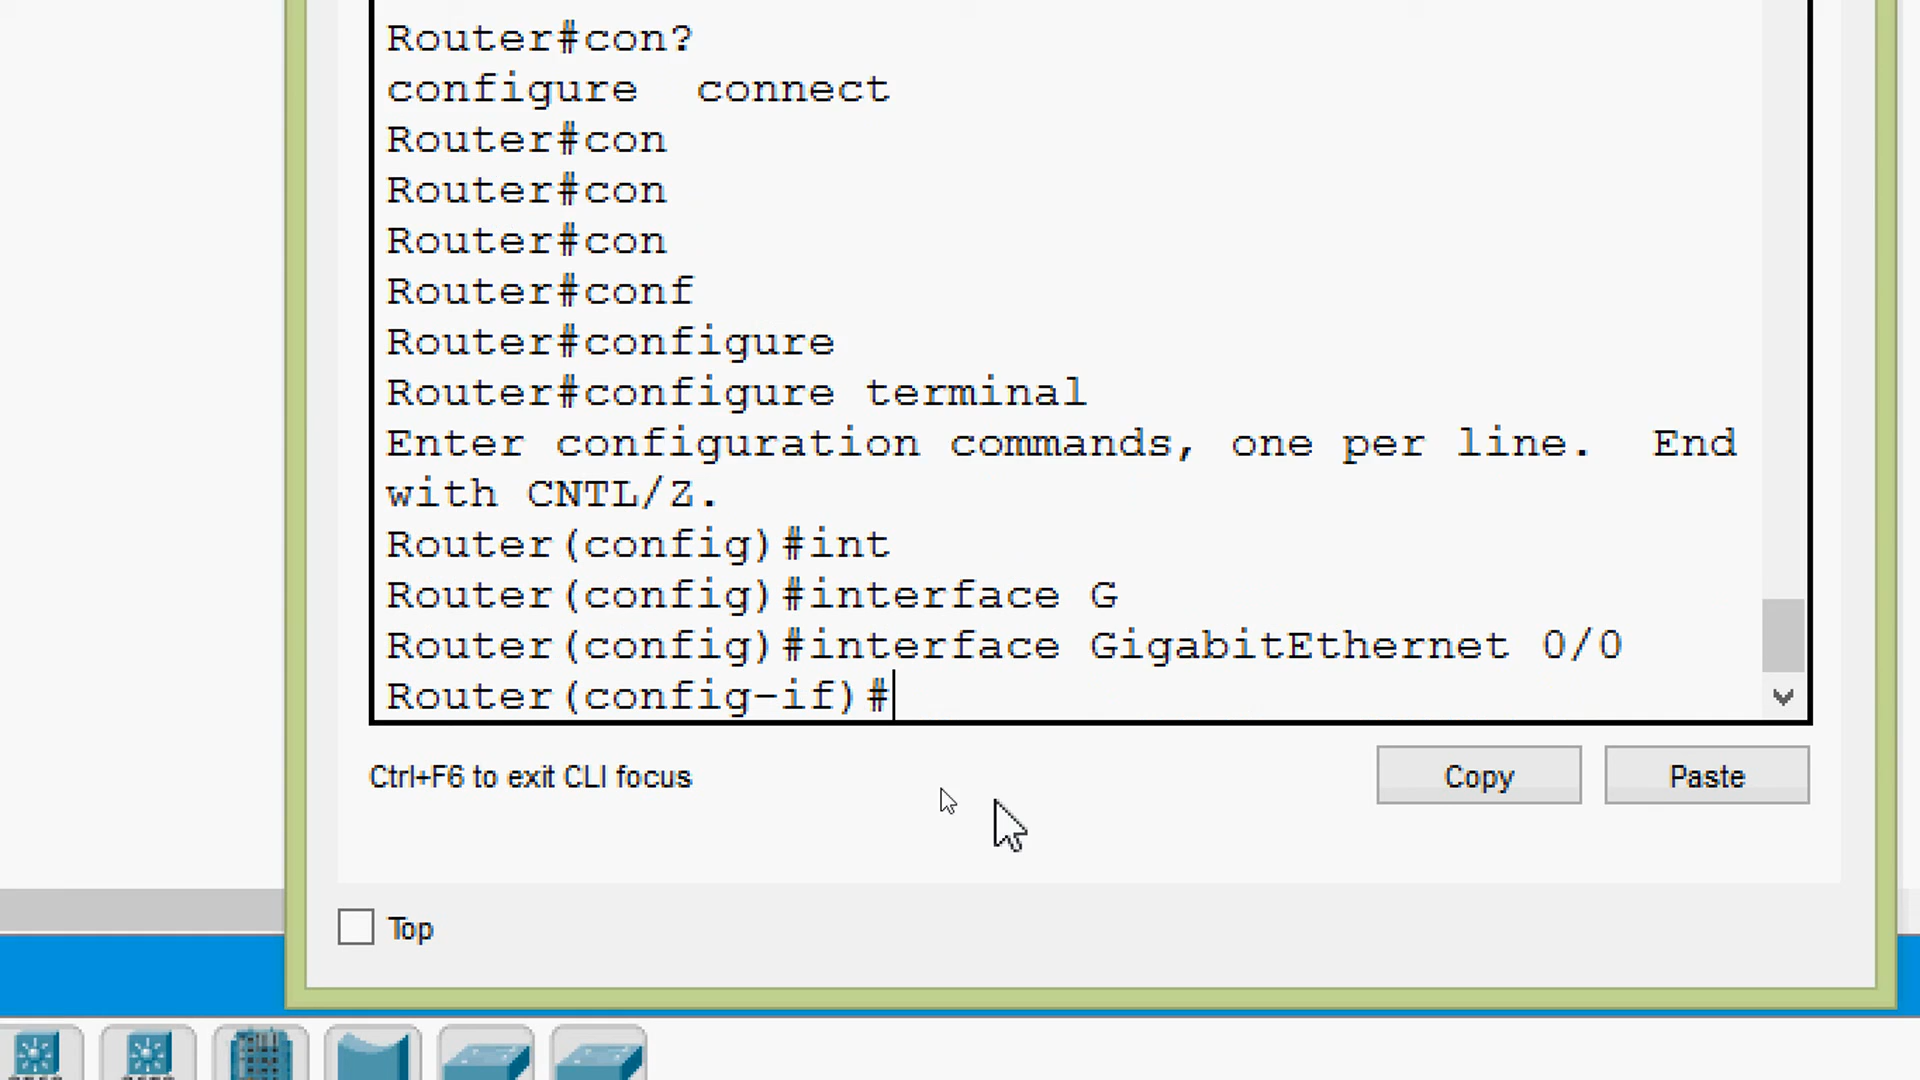 Router#con?
configure  connect
Router#con
Router#con
Router#con
Router#conf
Router#configure
Router#configure terminal
Enter configuration commands, one per line.  End
with CNTL/Z.
Router(config)#int
Router(config)#interface G
Router(config)#interface GigabitEthernet 0/0
Router(config-if)#
Ctrl+F6 to exit CLI focus
Copy
Paste
Top